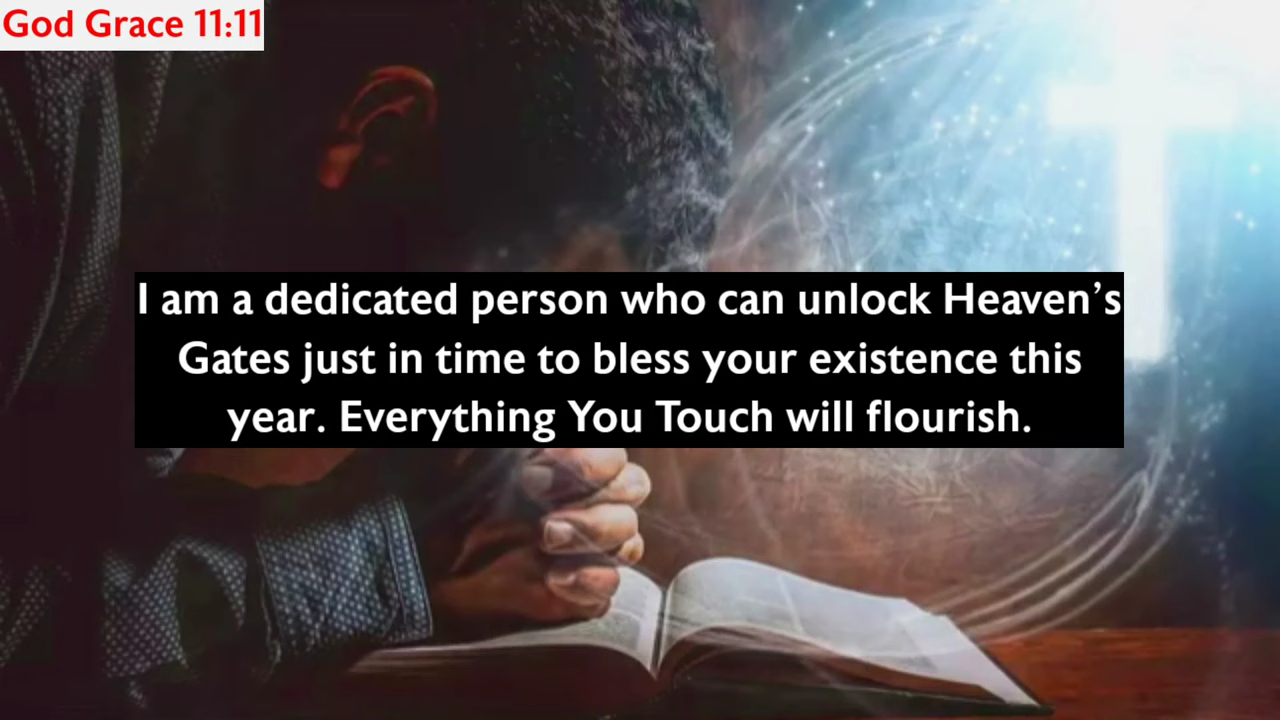 God Grace 11:11
I am a dedicated person who can unlock Heaven’s
Gates just in time to bless your existence this
year. Everything You Touch will flourish.